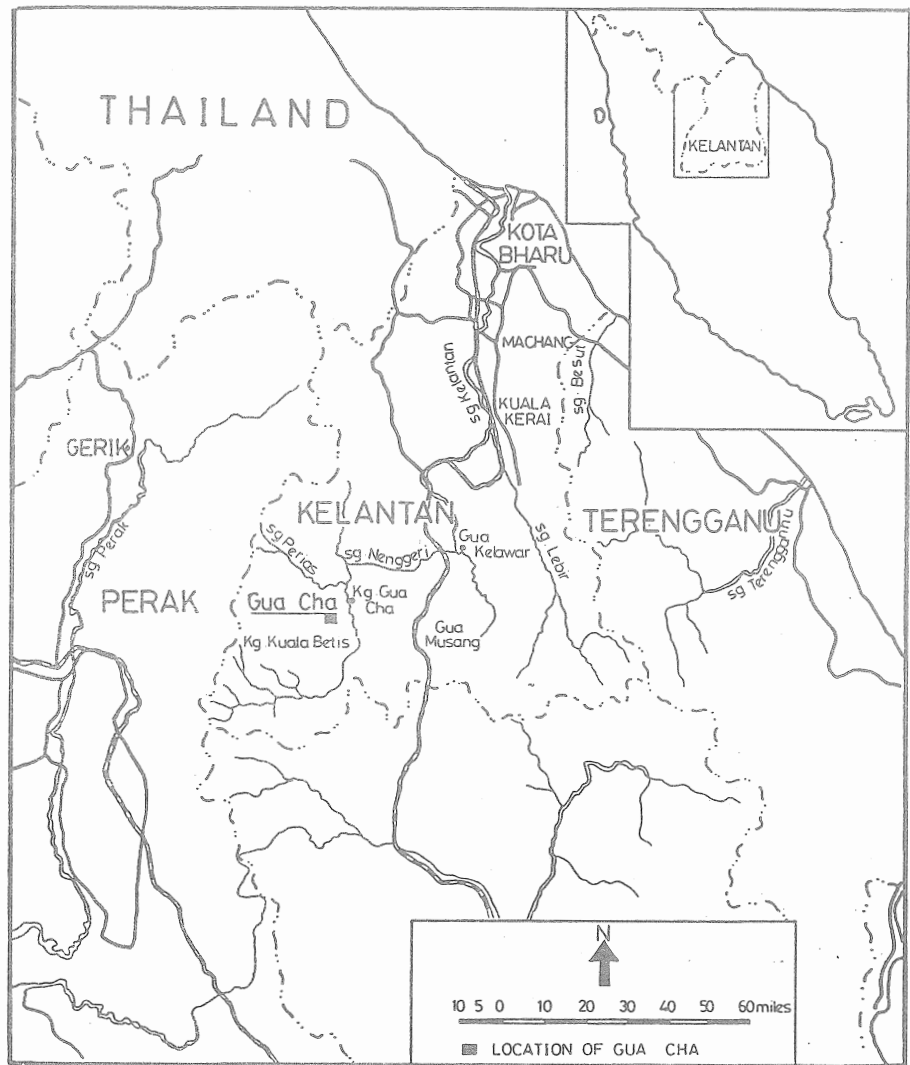 THAILAND
KELANTAN
KOTA
BHARU
MACHANG
sg Besut
sg Kelantan
KUALA
KERAI
GERIK
sg Perak
KELANTAN
TERENGGANU
sg Terengganu
sg Perias
sg Nenggeri
Gua
Kelawar
sg Lebir
PERAK
Gua Cha
Kg Gua
Cha
Kg. Kuala Betis
Gua
Musang
N
10 5 0 10 20 30 40 50 60 miles
LOCATION OF GUA CHA